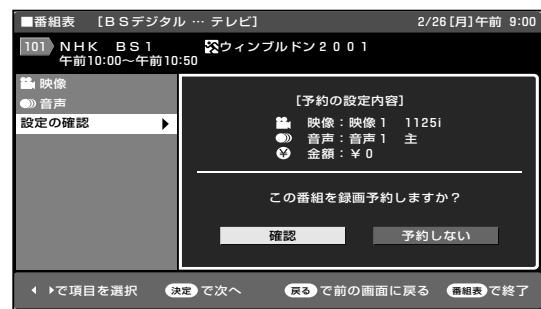 ■番組表 [BSデジタル … テレビ] 2/26[月]午前 9:00
101 NHK BS1 ウィンブルドン2001
午前10:00～午前10:50
映像
音声
設定の確認 ▶
[予約の設定内容]
映像:映像1 1125i
音声:音声1 主
¥ 金額:¥0
この番組を録画予約しますか?
確認 予約しない
◀ ▶で項目を選択 決定 で次へ 戻る で前の画面に戻る 番組表 で終了